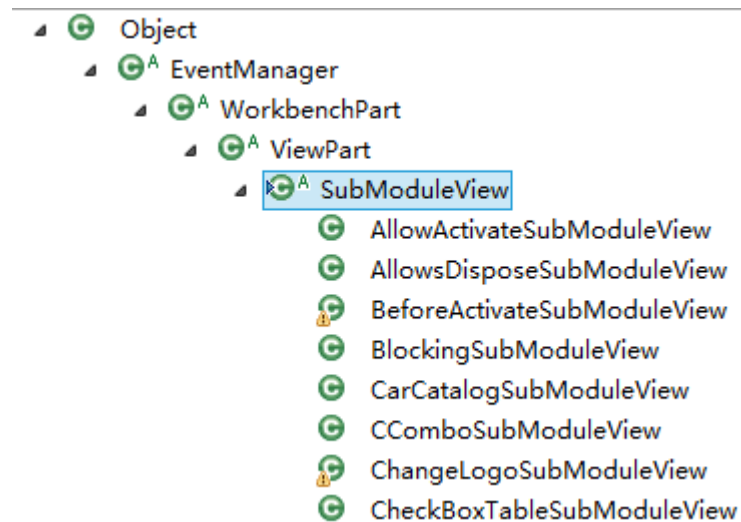 Object
EventManager
WorkbenchPart
ViewPart
SubModuleView
AllowActivateSubModuleView
AllowsDisposeSubModuleView
BeforeActivateSubModuleView
BlockingSubModuleView
CarCatalogSubModuleView
CComboSubModuleView
ChangeLogoSubModuleView
CheckBoxTableSubModuleView